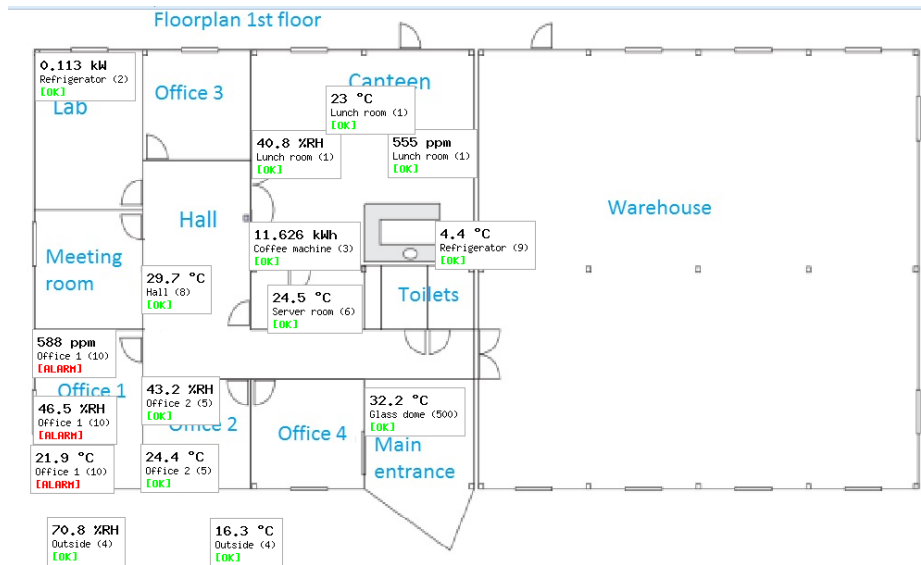 Floorplan 1st floor
0.113 kW
Refrigerator (2)
[OK]
Lab
Office 3
Canteen
23 °C
Lunch room (1)
[OK]
40.8 %RH
Lunch room (1)
[OK]
555 ppm
Lunch room (1)
[OK]
Hall
Warehouse
11.626 kWh
Coffee machine (3)
[OK]
4.4 °C
Refrigerator (9)
[OK]
Meeting
room
29.7 °C
Hall (8)
[OK]
24.5 °C
Server room (6)
[OK]
Toilets
588 ppm
Office 1 (10)
[ALARM]
Office 1
46.5 %RH
Office 1 (10)
[ALARM]
21.9 °C
Office 1 (10)
[ALARM]
43.2 %RH
Office 2 (5)
[OK]
Office 2
24.4 °C
Office 2 (5)
[OK]
Office 4
32.2 °C
Glass dome (500)
[OK]
Main
entrance
70.8 %RH
Outside (4)
[OK]
16.3 °C
Outside (4)
[OK]